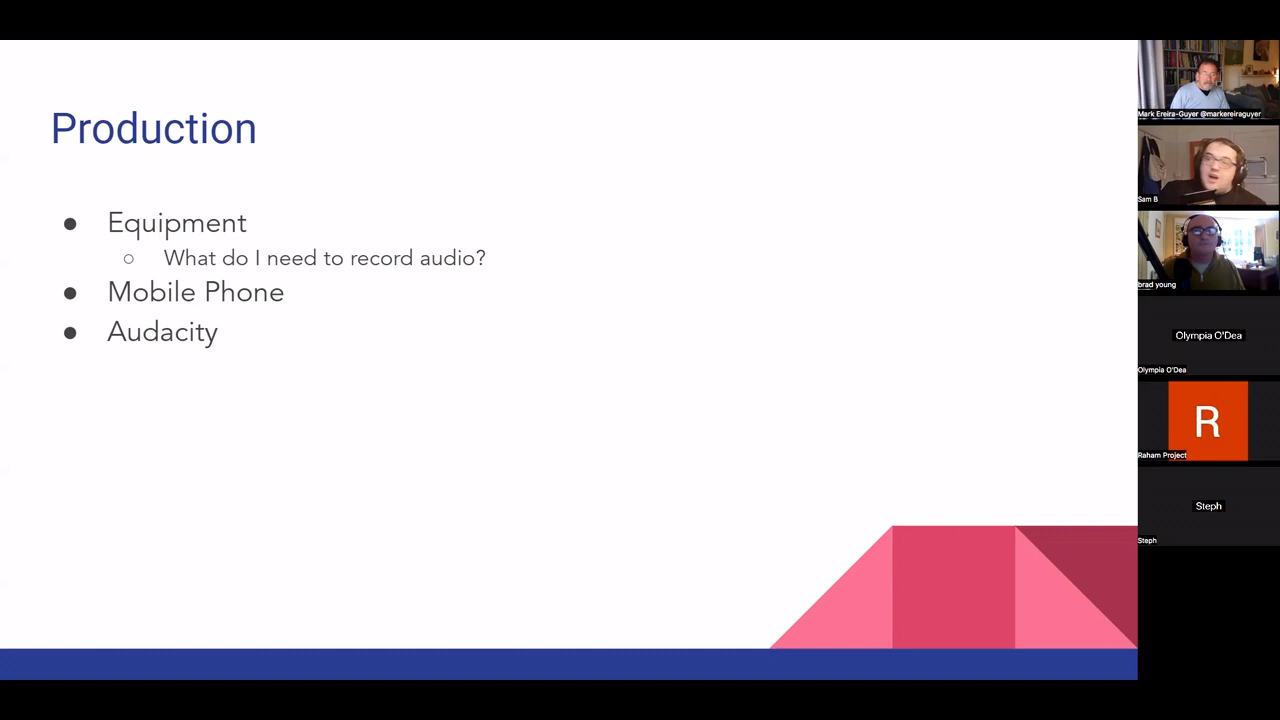 Production
● Equipment
○ What do I need to record audio?
● Mobile Phone
● Audacity
Mark Ereira-Guyer @markereiraguyer
Sam B
brad young
Olympia O'Dea
Olympia O'Dea
R
Raham Project
Steph
Steph